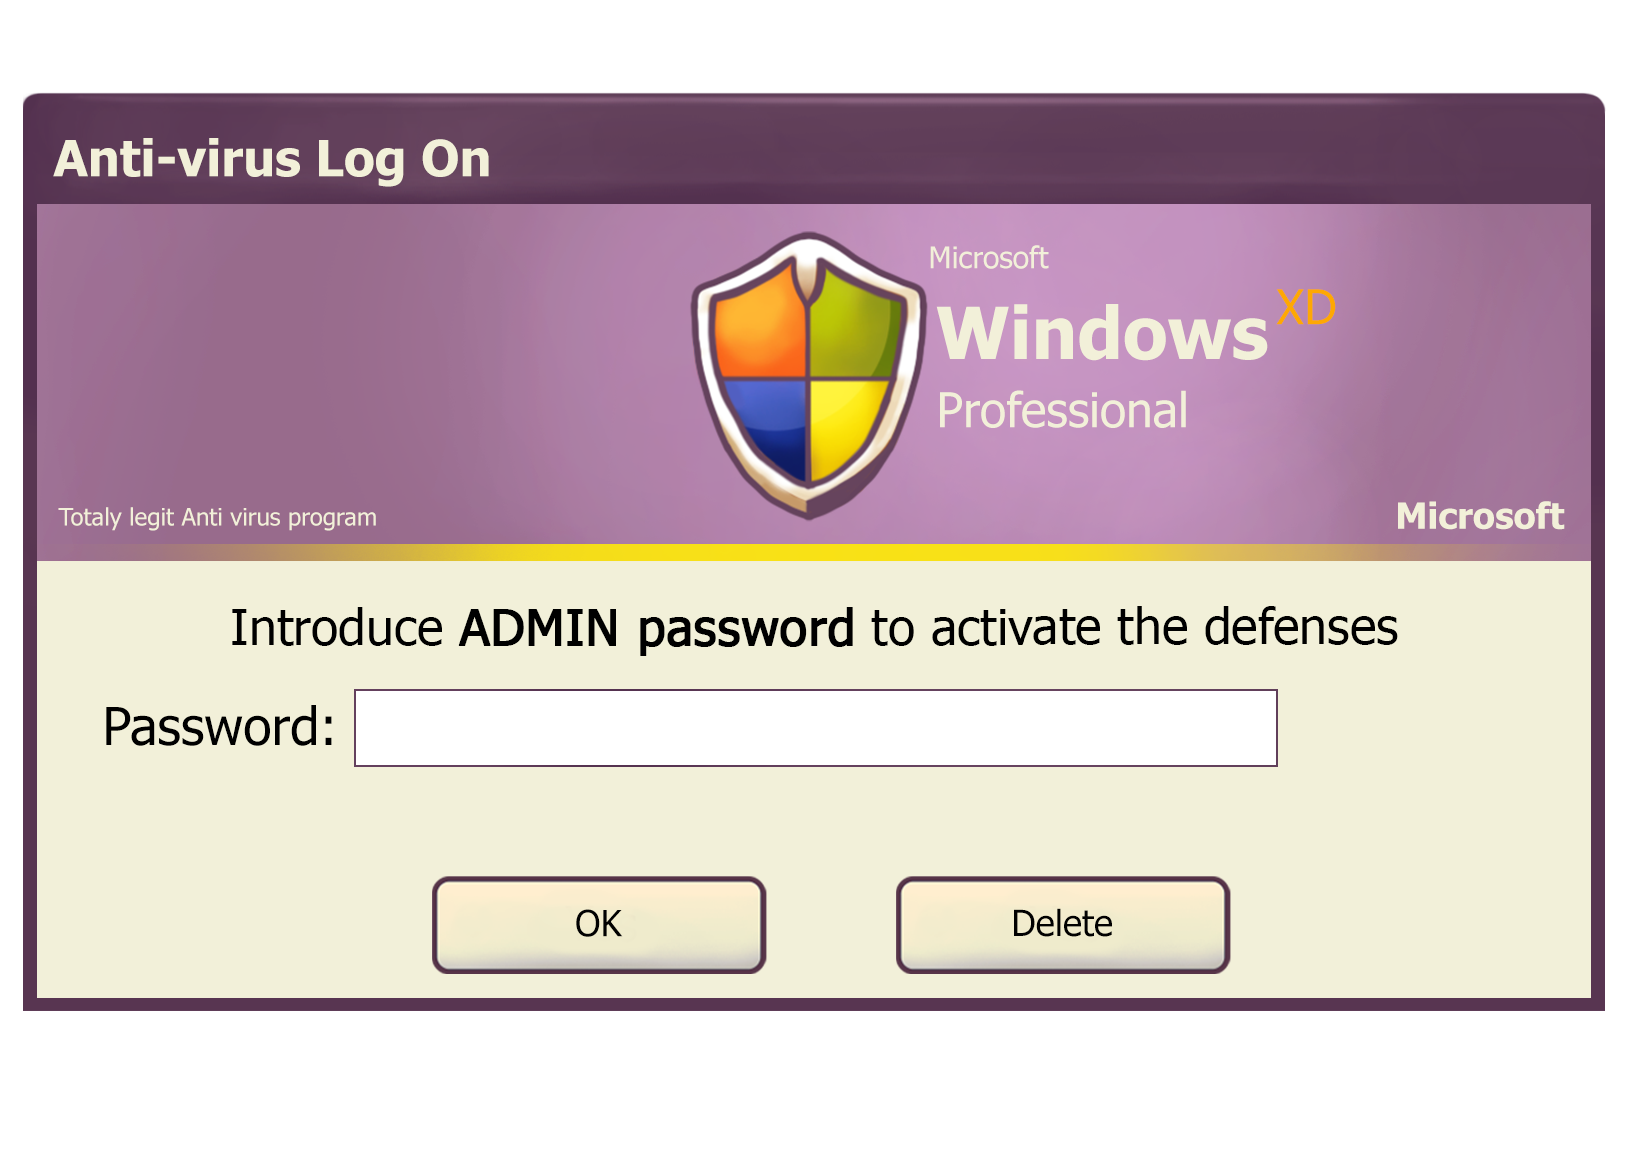 Anti-virus Log On
Microsoft
Windows XD
Professional
Totaly legit Anti virus program
Microsoft
Introduce ADMIN password to activate the defenses
Password:
OK
Delete